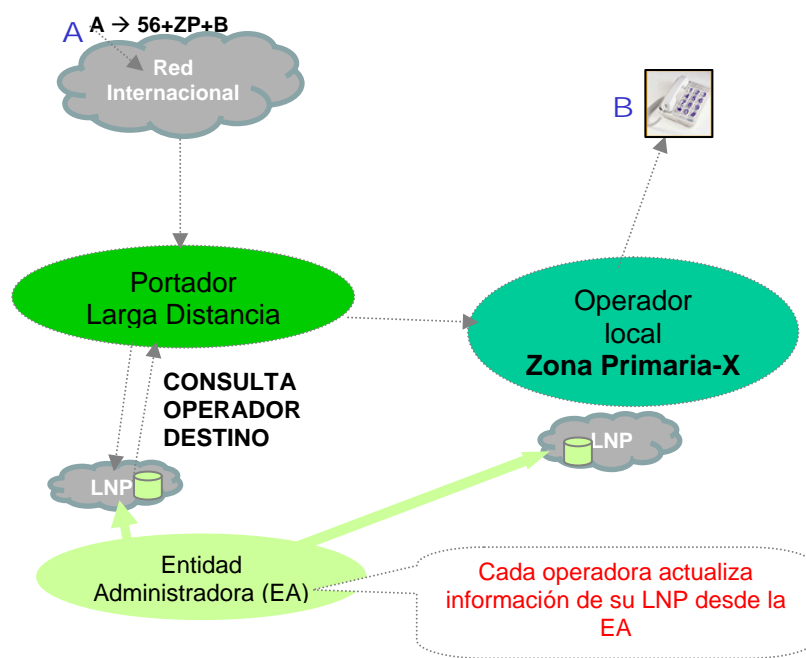 A
A → 56+ZP+B
Red
Internacional
B
Portador
Larga Distancia
Operador
local
Zona Primaria-X
CONSULTA
OPERADOR
DESTINO
LNP
LNP
Entidad
Administradora (EA)
Cada operadora actualiza
información de su LNP desde la
EA